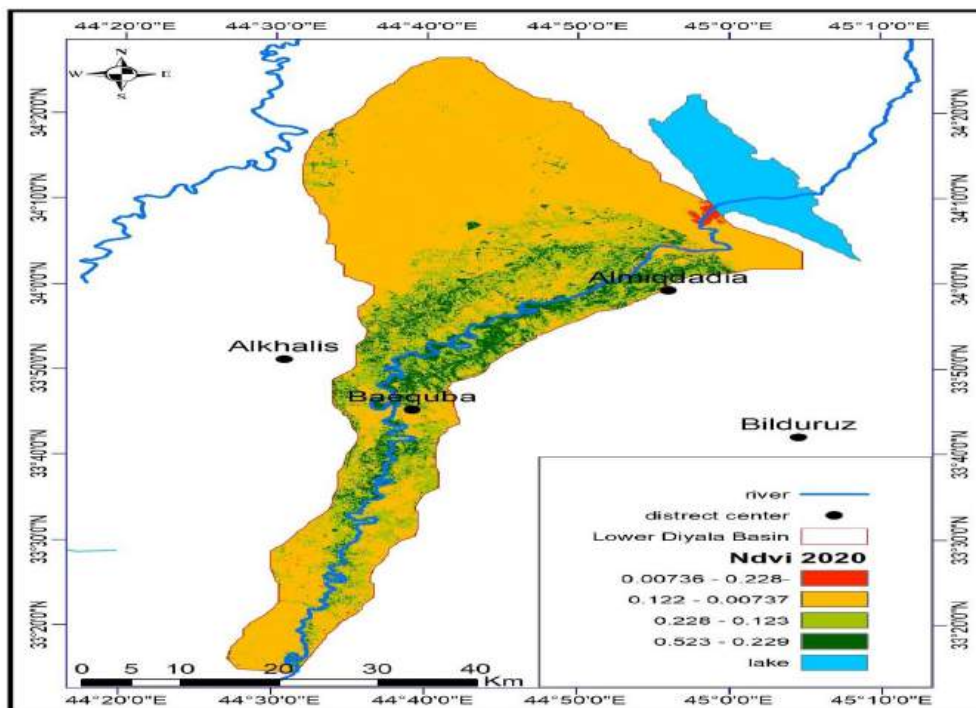 44°20'0"E 44°30'0"E 44°40'0"E 44°50'0"E 45°0'0"E 45°10'0"E
N
W E
S
34°20'0"N 34°20'0"N
34°10'0"N 34°10'0"N
34°0'0"N 34°0'0"N
Almiqdadia
Alkhalis
33°50'0"N 33°50'0"N
Baequba
Bilduruz
33°40'0"N 33°40'0"N
river
distrect center
Lower Diyala Basin
33°30'0"N 33°30'0"N
Ndvi 2020
0.00736 - 0.228-
0.122 - 0.00737
0.228 - 0.123
33°20'0"N 33°20'0"N
0.523 - 0.229
lake
0 5 10 20 30 40
Km
44°20'0"E 44°30'0"E 44°40'0"E 44°50'0"E 45°0'0"E 45°10'0"E